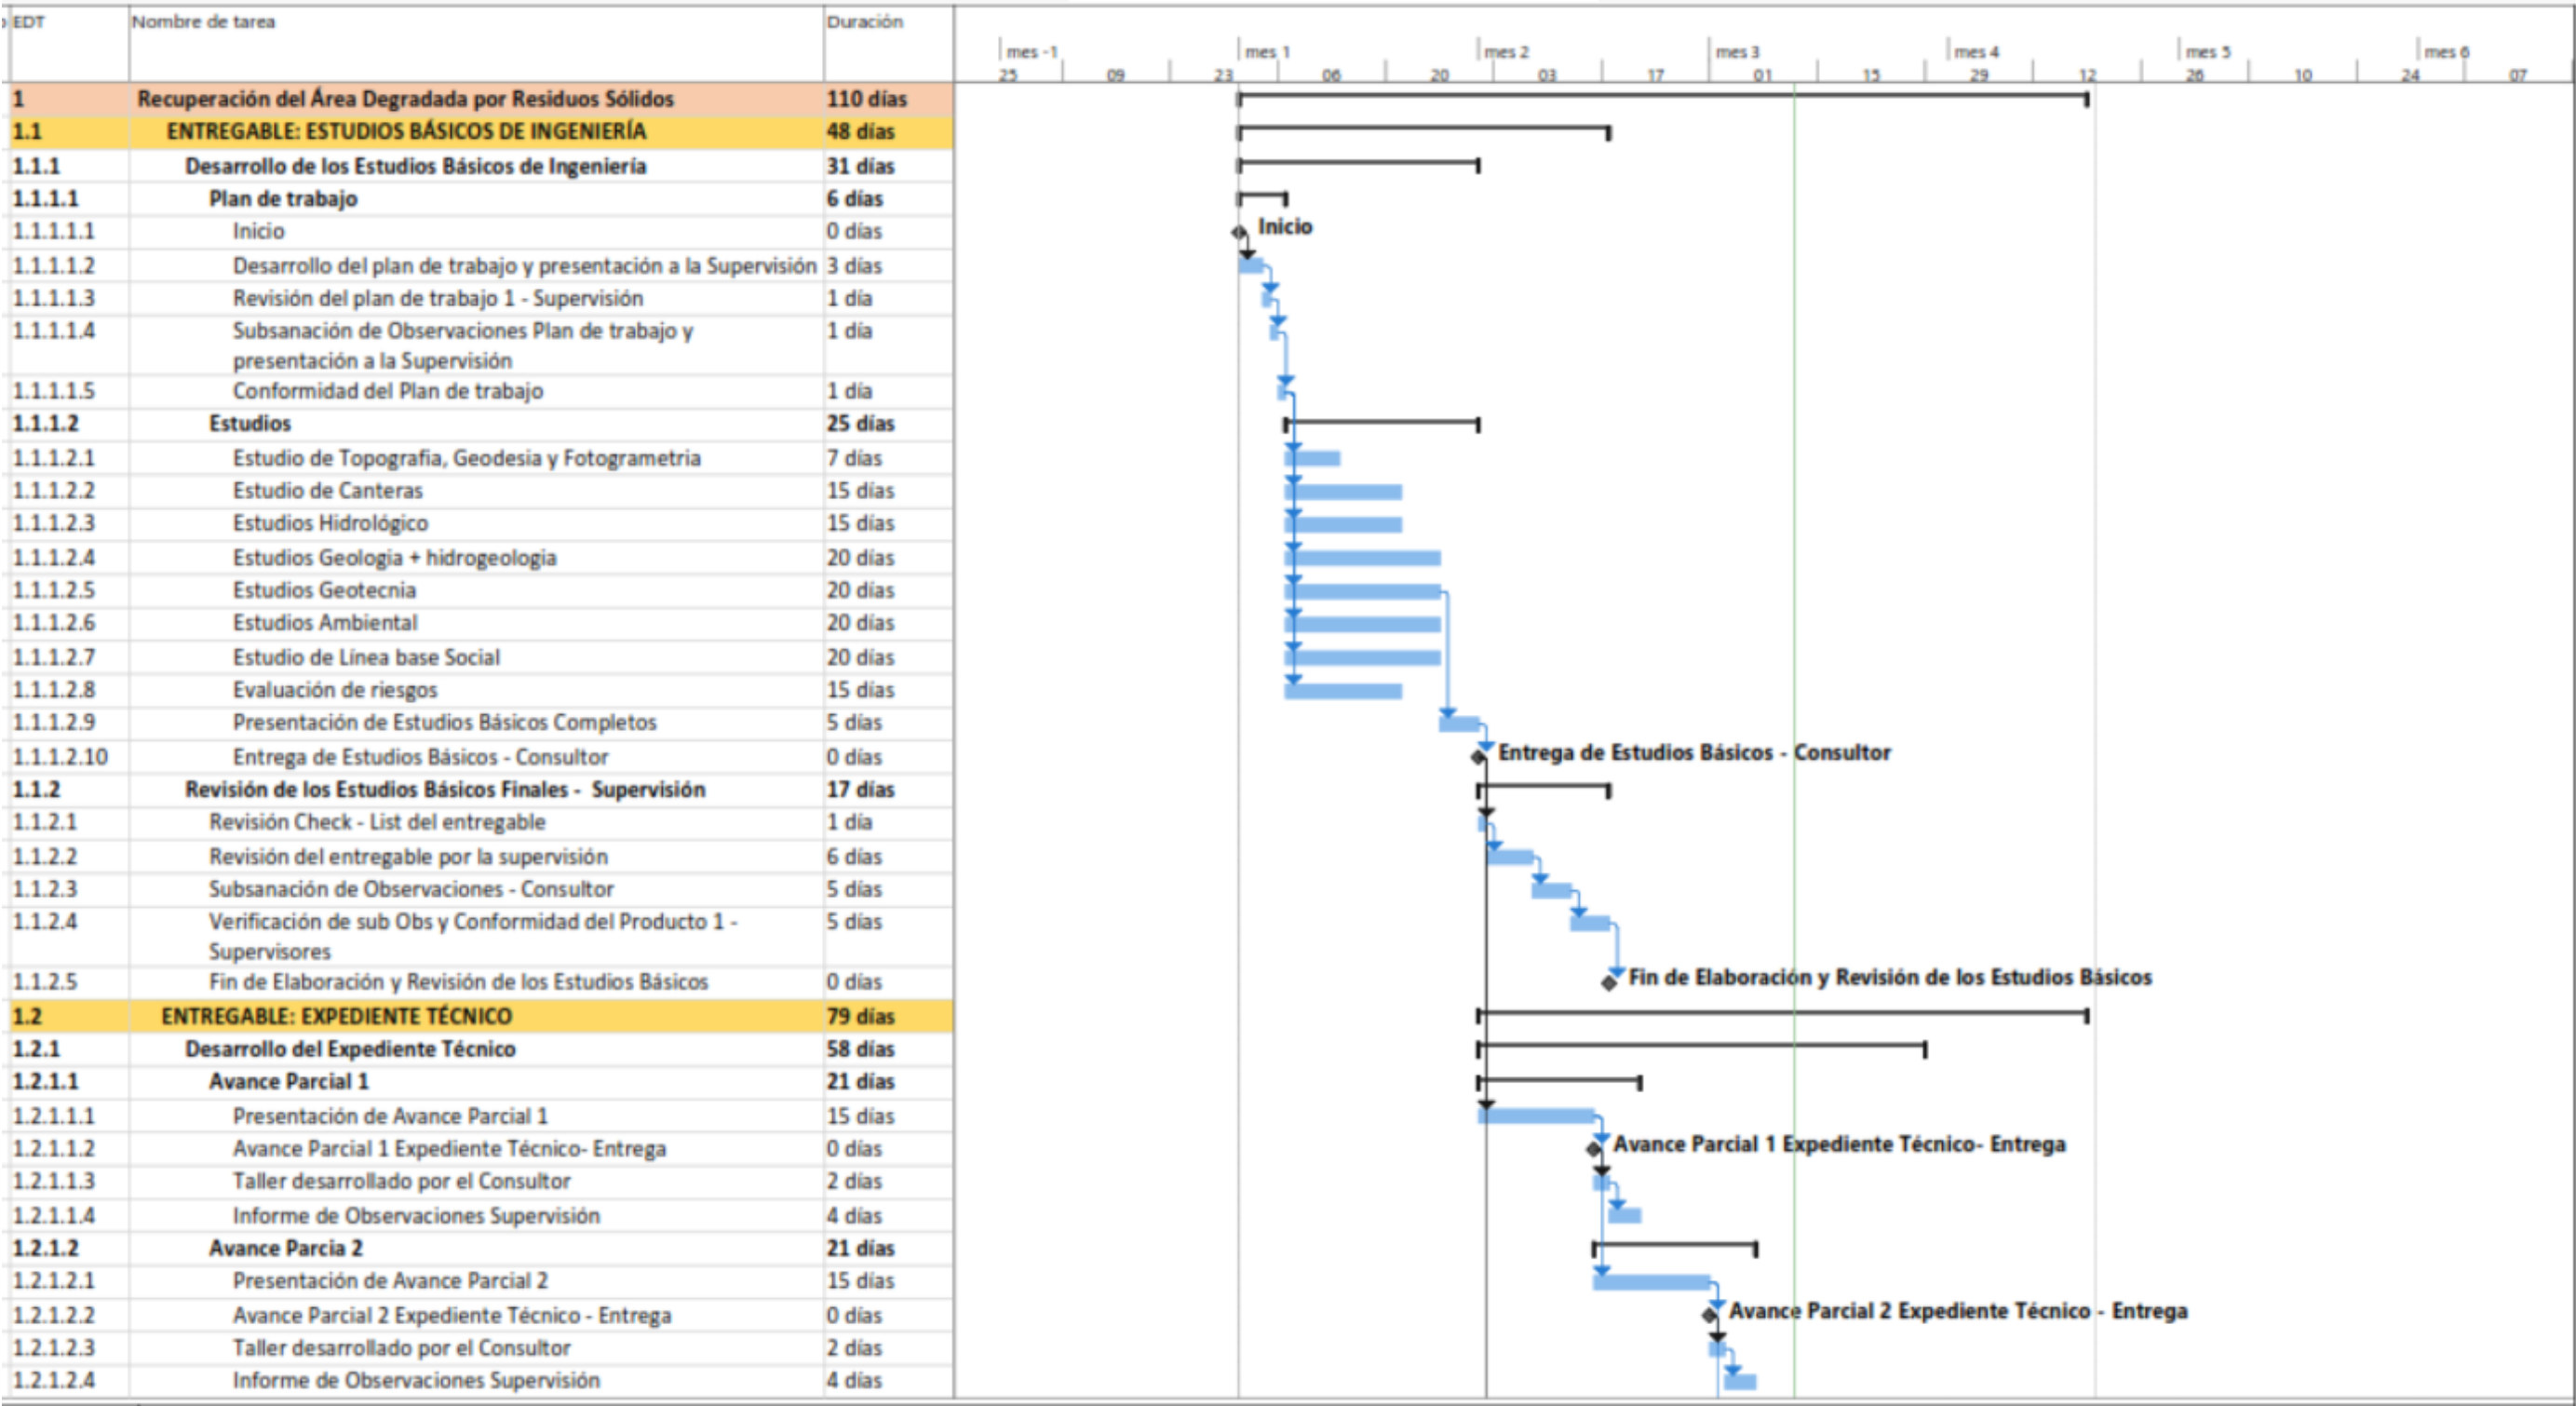 EDT Nombre de tarea Duración
mes -1 mes 1 mes 2 mes 3 mes 4 mes 5 mes 6
25 09 23 06 20 03 17 01 15 29 12 26 10 24 07
1 Recuperación del Área Degradada por Residuos Sólidos 110 días
1.1 ENTREGABLE: ESTUDIOS BÁSICOS DE INGENIERÍA 48 días
1.1.1 Desarrollo de los Estudios Básicos de Ingeniería 31 días
1.1.1.1 Plan de trabajo 6 días
1.1.1.1.1 Inicio 0 días Inicio
1.1.1.1.2 Desarrollo del plan de trabajo y presentación a la Supervisión 3 días
1.1.1.1.3 Revisión del plan de trabajo 1 - Supervisión 1 día
1.1.1.1.4 Subsanación de Observaciones Plan de trabajo y 1 día
presentación a la Supervisión
1.1.1.1.5 Conformidad del Plan de trabajo 1 día
1.1.1.2 Estudios 25 días
1.1.1.2.1 Estudio de Topografia, Geodesia y Fotogrametria 7 días
1.1.1.2.2 Estudio de Canteras 15 días
1.1.1.2.3 Estudios Hidrológico 15 días
1.1.1.2.4 Estudios Geologia + hidrogeologia 20 días
1.1.1.2.5 Estudios Geotecnia 20 días
1.1.1.2.6 Estudios Ambiental 20 días
1.1.1.2.7 Estudio de Línea base Social 20 días
1.1.1.2.8 Evaluación de riesgos 15 días
1.1.1.2.9 Presentación de Estudios Básicos Completos 5 días
1.1.1.2.10 Entrega de Estudios Básicos - Consultor 0 días Entrega de Estudios Básicos - Consultor
1.1.2 Revisión de los Estudios Básicos Finales - Supervisión 17 días
1.1.2.1 Revisión Check - List del entregable 1 día
1.1.2.2 Revisión del entregable por la supervisión 6 días
1.1.2.3 Subsanación de Observaciones - Consultor 5 días
1.1.2.4 Verificación de sub Obs y Conformidad del Producto 1 - 5 días
Supervisores
1.1.2.5 Fin de Elaboración y Revisión de los Estudios Básicos 0 días Fin de Elaboración y Revisión de los Estudios Básicos
1.2 ENTREGABLE: EXPEDIENTE TÉCNICO 79 días
1.2.1 Desarrollo del Expediente Técnico 58 días
1.2.1.1 Avance Parcial 1 21 días
1.2.1.1.1 Presentación de Avance Parcial 1 15 días
1.2.1.1.2 Avance Parcial 1 Expediente Técnico- Entrega 0 días Avance Parcial 1 Expediente Técnico- Entrega
1.2.1.1.3 Taller desarrollado por el Consultor 2 días
1.2.1.1.4 Informe de Observaciones Supervisión 4 días
1.2.1.2 Avance Parcia 2 21 días
1.2.1.2.1 Presentación de Avance Parcial 2 15 días
1.2.1.2.2 Avance Parcial 2 Expediente Técnico - Entrega 0 días Avance Parcial 2 Expediente Técnico - Entrega
1.2.1.2.3 Taller desarrollado por el Consultor 2 días
1.2.1.2.4 Informe de Observaciones Supervisión 4 días